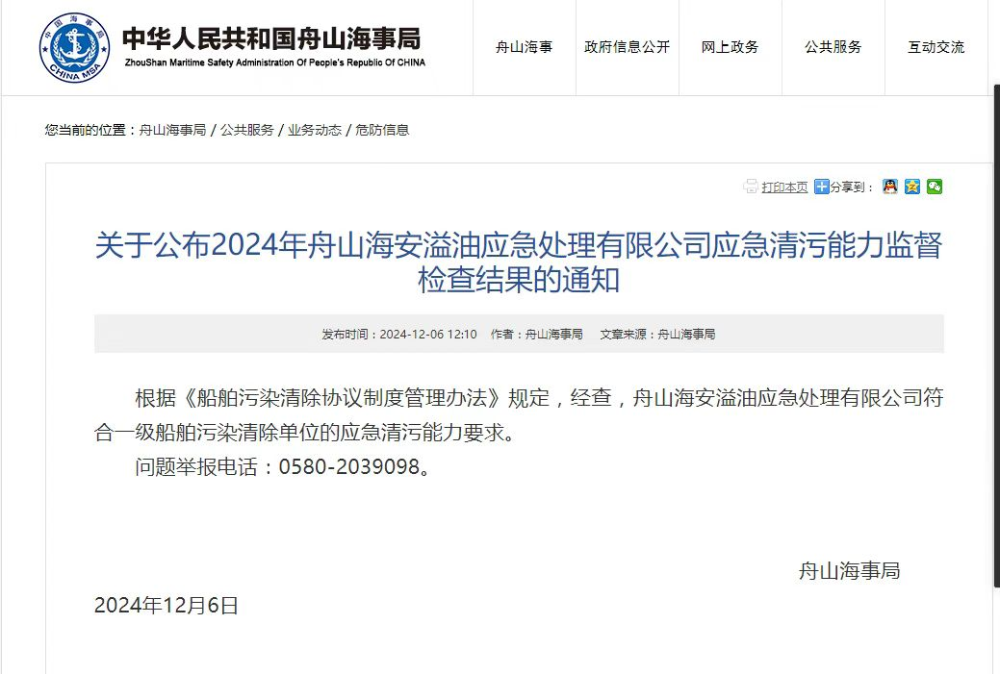 中国海事局
CHINA MSA
中华人民共和国舟山海事局
ZhouShan Maritime Safety Administration Of People's Republic Of CHINA
舟山海事
政府信息公开
网上政务
公共服务
互动交流
您当前的位置：舟山海事局 / 公共服务 / 业务动态 / 危防信息
打印本页 分享到：
关于公布2024年舟山海安溢油应急处理有限公司应急清污能力监督
检查结果的通知
发布时间：2024-12-06 12:10 作者：舟山海事局 文章来源：舟山海事局
根据《船舶污染清除协议制度管理办法》规定，经查，舟山海安溢油应急处理有限公司符
合一级船舶污染清除单位的应急清污能力要求。
问题举报电话：0580-2039098。
舟山海事局
2024年12月6日